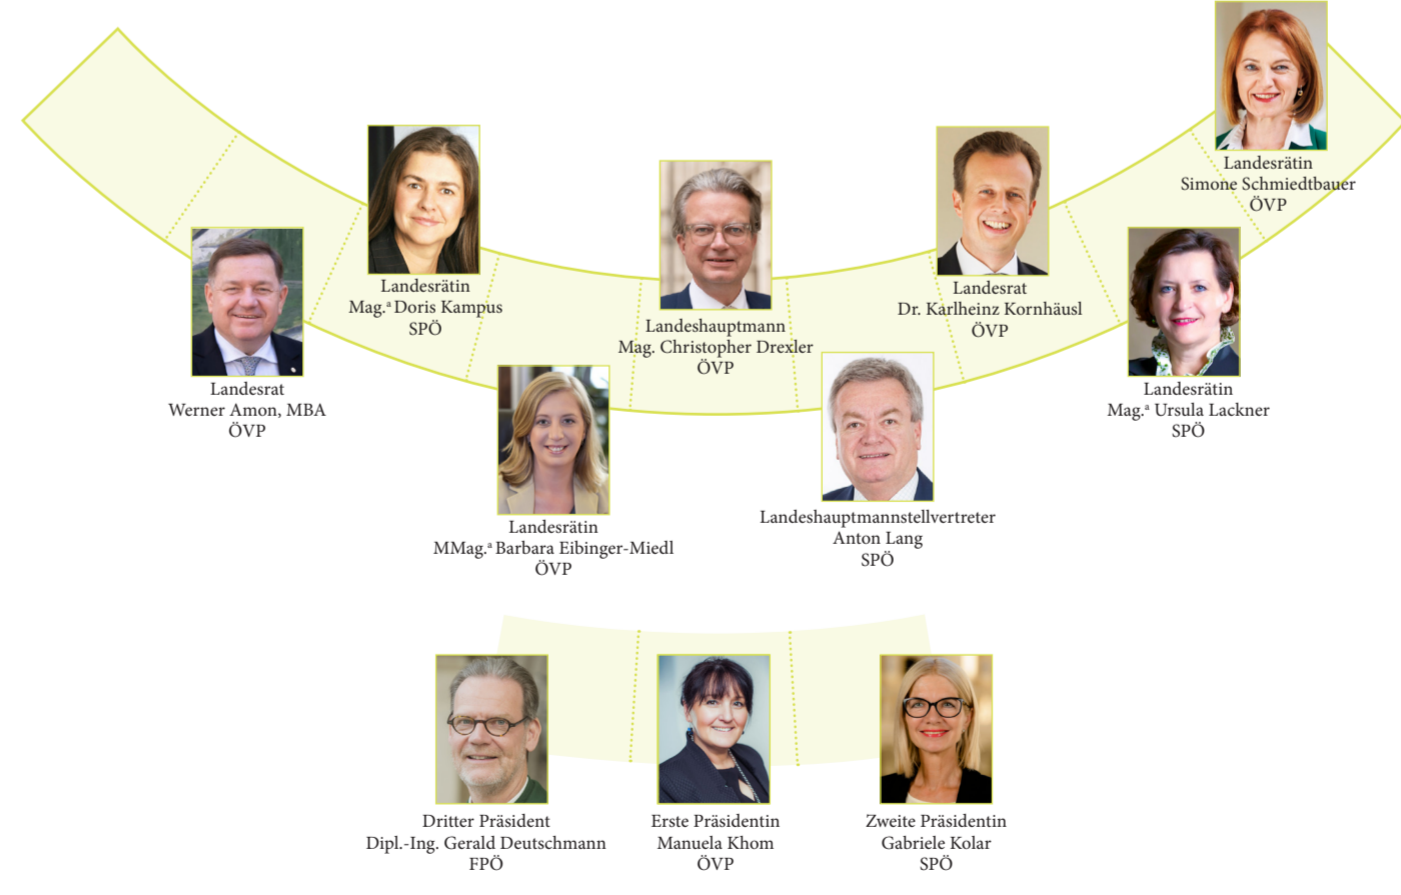 Landesrätin
Simone Schmiedtbauer
ÖVP
Landesrätin
Mag.ª Doris Kampus
SPÖ
Landeshauptmann
Mag. Christopher Drexler
ÖVP
Landesrat
Dr. Karlheinz Kornhäusl
ÖVP
Landesrat
Werner Amon, MBA
ÖVP
Landesrätin
Mag.ª Ursula Lackner
SPÖ
Landesrätin
MMag.ª Barbara Eibinger-Miedl
ÖVP
Landeshauptmannstellvertreter
Anton Lang
SPÖ
Dritter Präsident
Dipl.-Ing. Gerald Deutschmann
FPÖ
Erste Präsidentin
Manuela Khom
ÖVP
Zweite Präsidentin
Gabriele Kolar
SPÖ